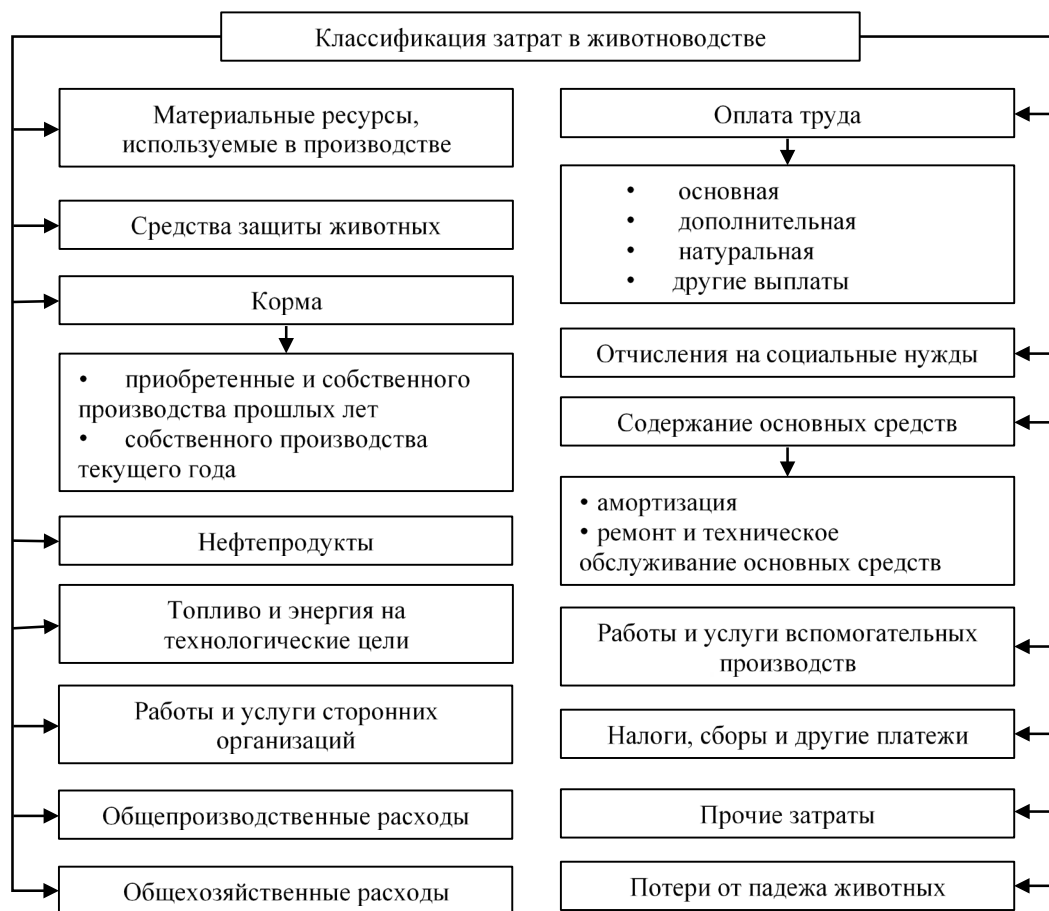 Классификация затрат в животноводстве
Материальные ресурсы,
используемые в производстве
Средства защиты животных
Корма
• приобретенные и собственного
производства прошлых лет
• собственного производства
текущего года
Нефтепродукты
Топливо и энергия на
технологические цели
Работы и услуги сторонних
организаций
Общепроизводственные расходы
Общехозяйственные расходы
Оплата труда
• основная
• дополнительная
• натуральная
• другие выплаты
Отчисления на социальные нужды
Содержание основных средств
• амортизация
• ремонт и техническое
обслуживание основных средств
Работы и услуги вспомогательных
производств
Налоги, сборы и другие платежи
Прочие затраты
Потери от падежа животных